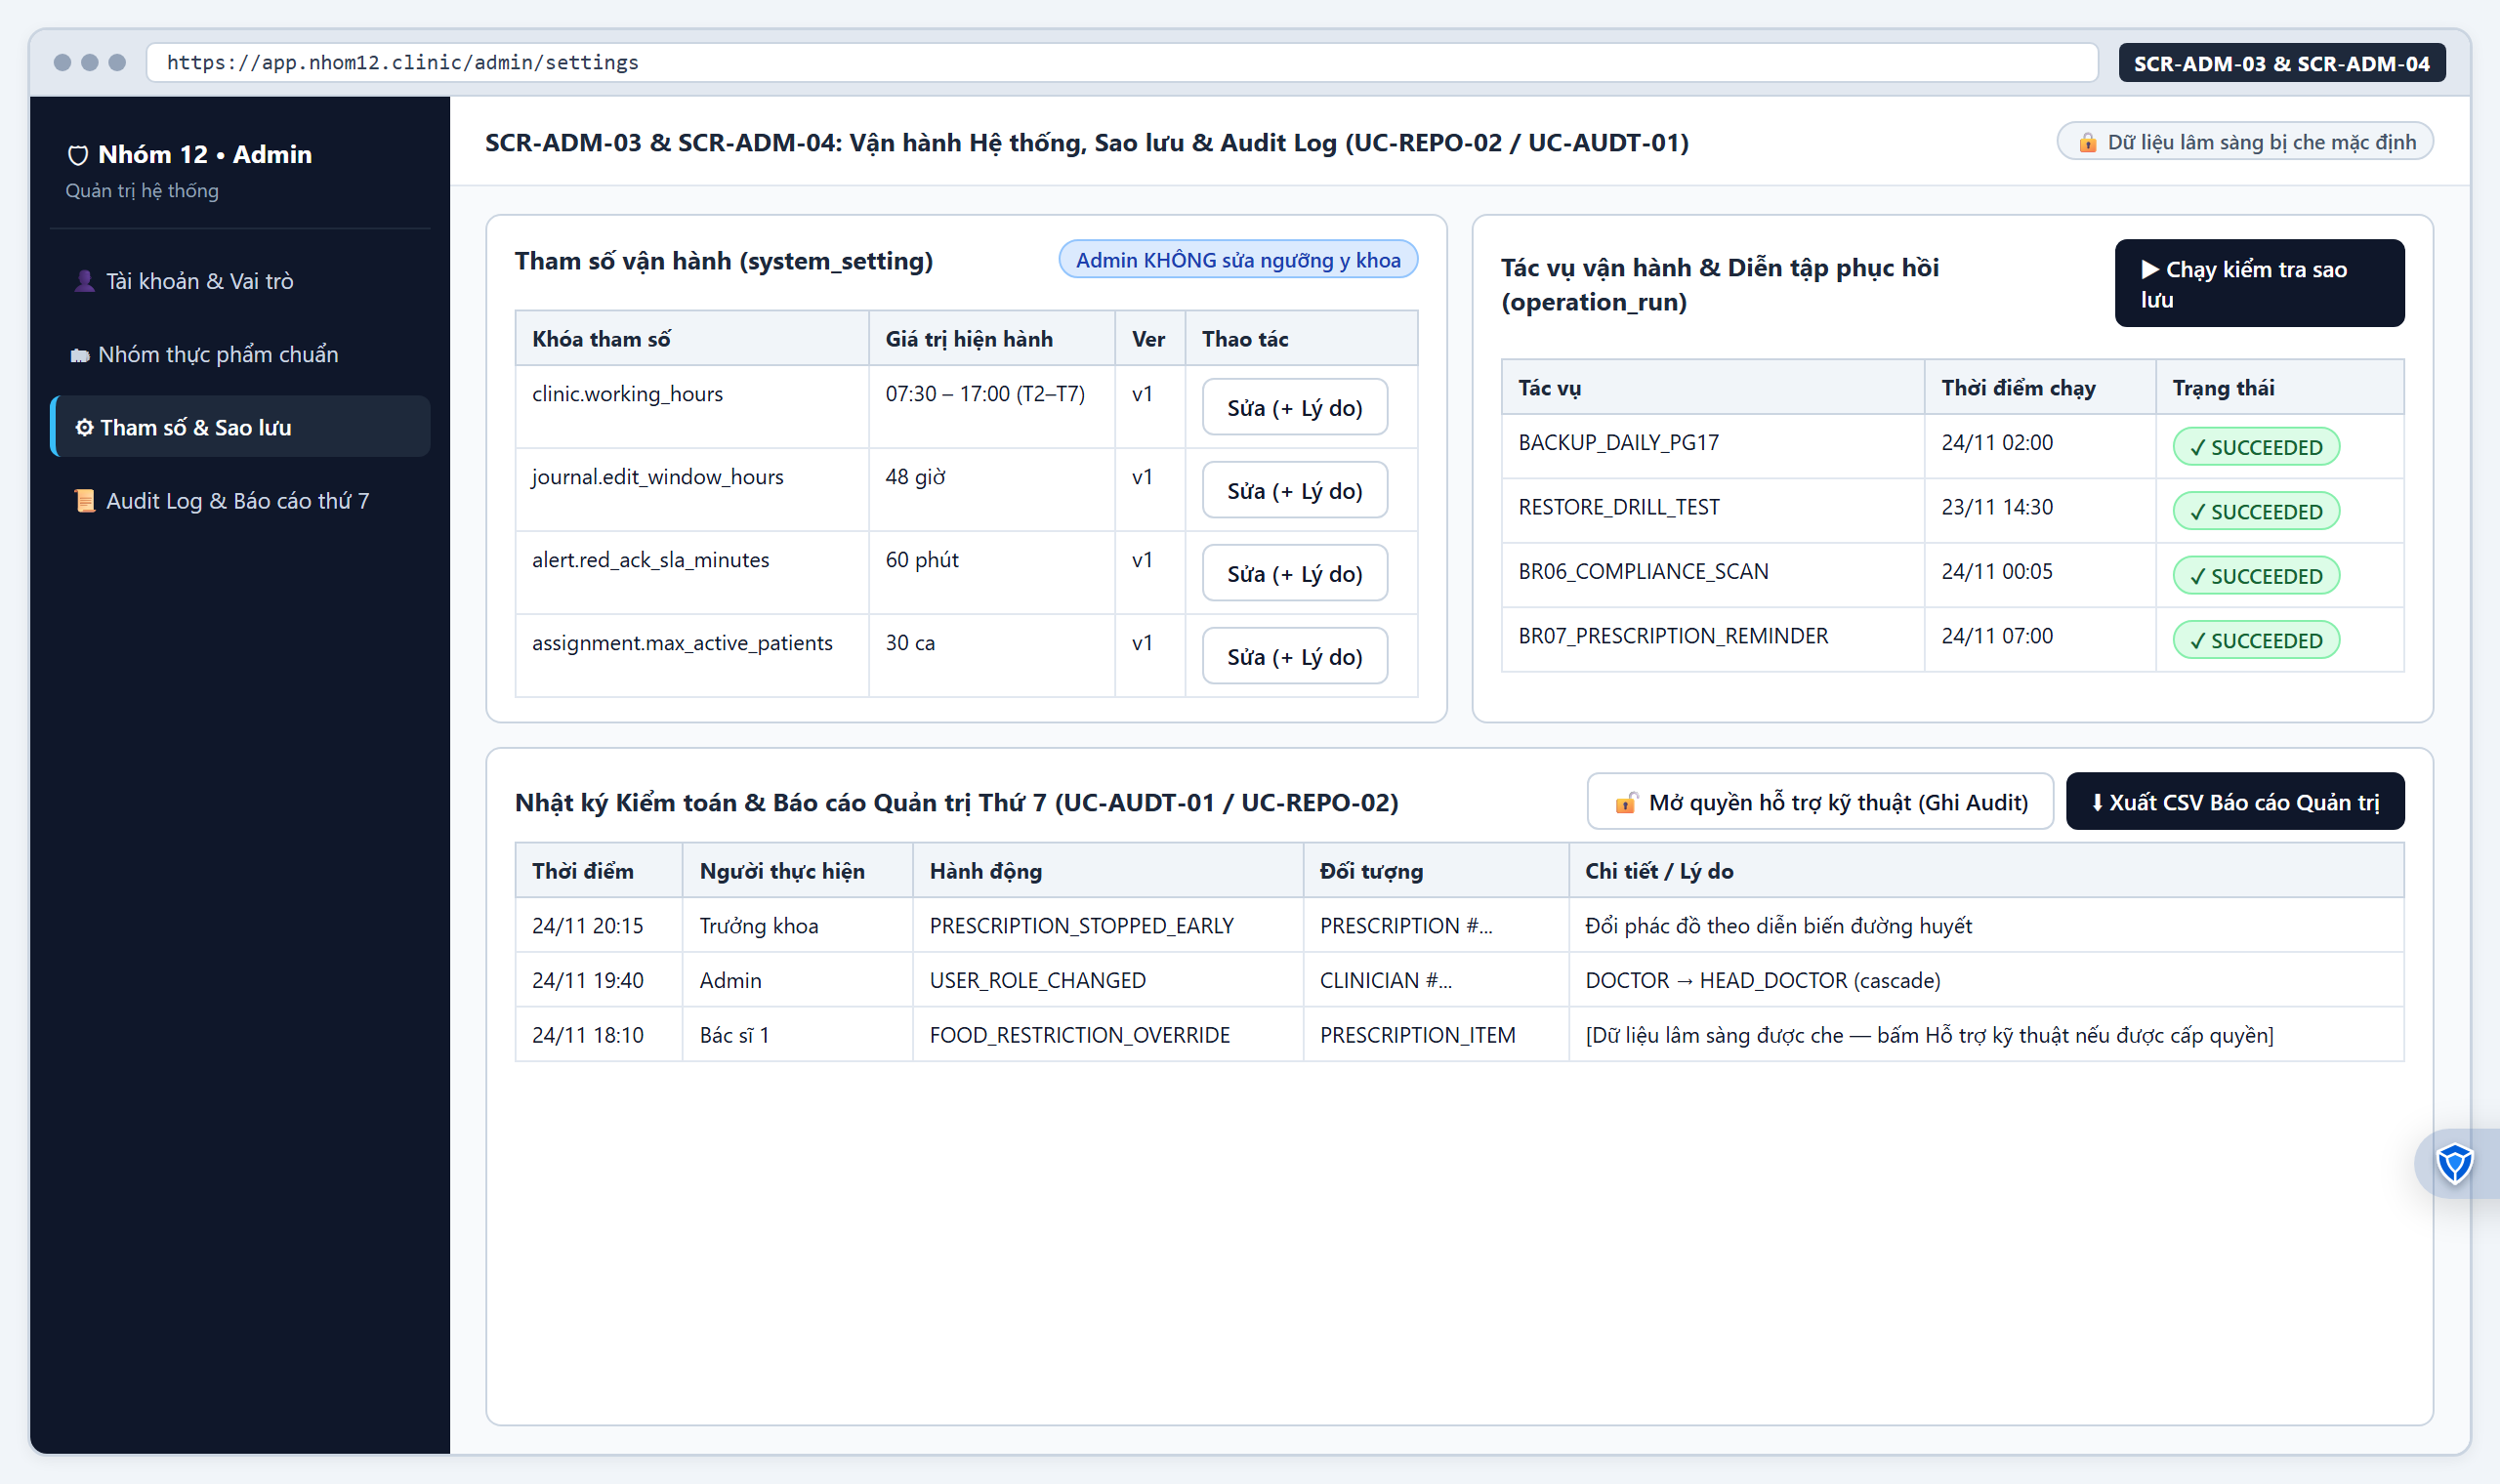 https://app.nhom12.clinic/admin/settings
SCR-ADM-03 & SCR-ADM-04
Nhóm 12 • Admin
Quản trị hệ thống
Tài khoản & Vai trò
Nhóm thực phẩm chuẩn
Tham số & Sao lưu
Audit Log & Báo cáo thứ 7
SCR-ADM-03 & SCR-ADM-04: Vận hành Hệ thống, Sao lưu & Audit Log (UC-REPO-02 / UC-AUDT-01)
Dữ liệu lâm sàng bị che mặc định
Tham số vận hành (system_setting)
Admin KHÔNG sửa ngưỡng y khoa
Khóa tham số Giá trị hiện hành Ver Thao tác
clinic.working_hours 07:30 – 17:00 (T2–T7) v1 Sửa (+ Lý do)
journal.edit_window_hours 48 giờ v1 Sửa (+ Lý do)
alert.red_ack_sla_minutes 60 phút v1 Sửa (+ Lý do)
assignment.max_active_patients 30 ca v1 Sửa (+ Lý do)
Tác vụ vận hành & Diễn tập phục hồi
(operation_run)
▶ Chạy kiểm tra sao
lưu
Tác vụ Thời điểm chạy Trạng thái
BACKUP_DAILY_PG17 24/11 02:00 ✓ SUCCEEDED
RESTORE_DRILL_TEST 23/11 14:30 ✓ SUCCEEDED
BR06_COMPLIANCE_SCAN 24/11 00:05 ✓ SUCCEEDED
BR07_PRESCRIPTION_REMINDER 24/11 07:00 ✓ SUCCEEDED
Nhật ký Kiểm toán & Báo cáo Quản trị Thứ 7 (UC-AUDT-01 / UC-REPO-02)
Mở quyền hỗ trợ kỹ thuật (Ghi Audit)
⬇ Xuất CSV Báo cáo Quản trị
Thời điểm Người thực hiện Hành động Đối tượng Chi tiết / Lý do
24/11 20:15 Trưởng khoa PRESCRIPTION_STOPPED_EARLY PRESCRIPTION #... Đổi phác đồ theo diễn biến đường huyết
24/11 19:40 Admin USER_ROLE_CHANGED CLINICIAN #... DOCTOR → HEAD_DOCTOR (cascade)
24/11 18:10 Bác sĩ 1 FOOD_RESTRICTION_OVERRIDE PRESCRIPTION_ITEM [Dữ liệu lâm sàng được che — bấm Hỗ trợ kỹ thuật nếu được cấp quyền]